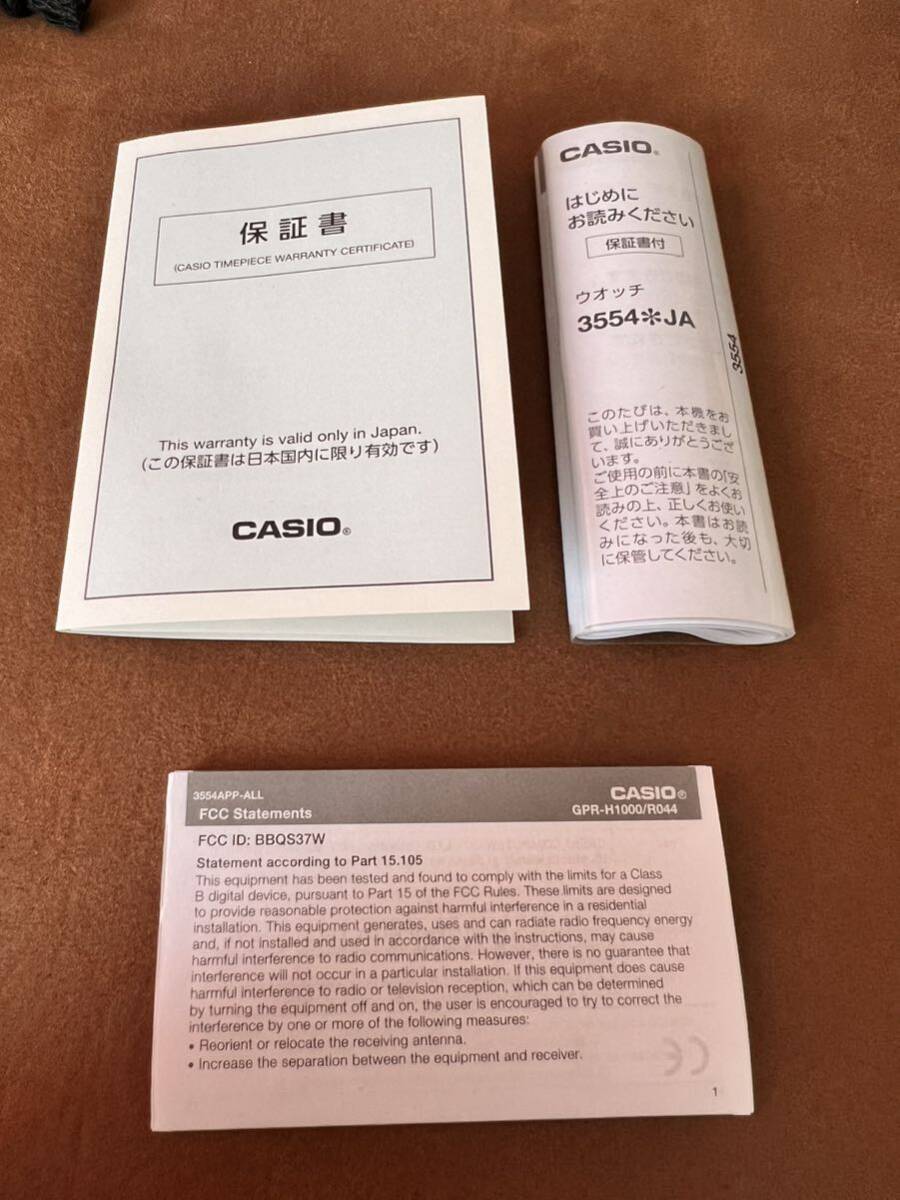 保証書
(CASIO TIMEPIECE WARRANTY CERTIFICATE)
This warranty is valid only in Japan.
(この保証書は日本国内に限り有効です)
CASIO®
CASIO®
はじめに
お読みください
保証書付
ウオッチ
3554✽JA
3554
このたびは、本機をお
買い上げいただきまし
て、誠にありがとうござ
います。
ご使用の前に本書の「安
全上のご注意」をよくお
読みの上、正しくお使い
ください。本書はお読
みになった後も、大切
に保管してください。
3554APP-ALL
FCC Statements
CASIO®
GPR-H1000/R044
FCC ID: BBQS37W
Statement according to Part 15.105
This equipment has been tested and found to comply with the limits for a Class
B digital device, pursuant to Part 15 of the FCC Rules. These limits are designed
to provide reasonable protection against harmful interference in a residential
installation. This equipment generates, uses and can radiate radio frequency energy
and, if not installed and used in accordance with the instructions, may cause
harmful interference to radio communications. However, there is no guarantee that
interference will not occur in a particular installation. If this equipment does cause
harmful interference to radio or television reception, which can be determined
by turning the equipment off and on, the user is encouraged to try to correct the
interference by one or more of the following measures:
• Reorient or relocate the receiving antenna.
• Increase the separation between the equipment and receiver.
1